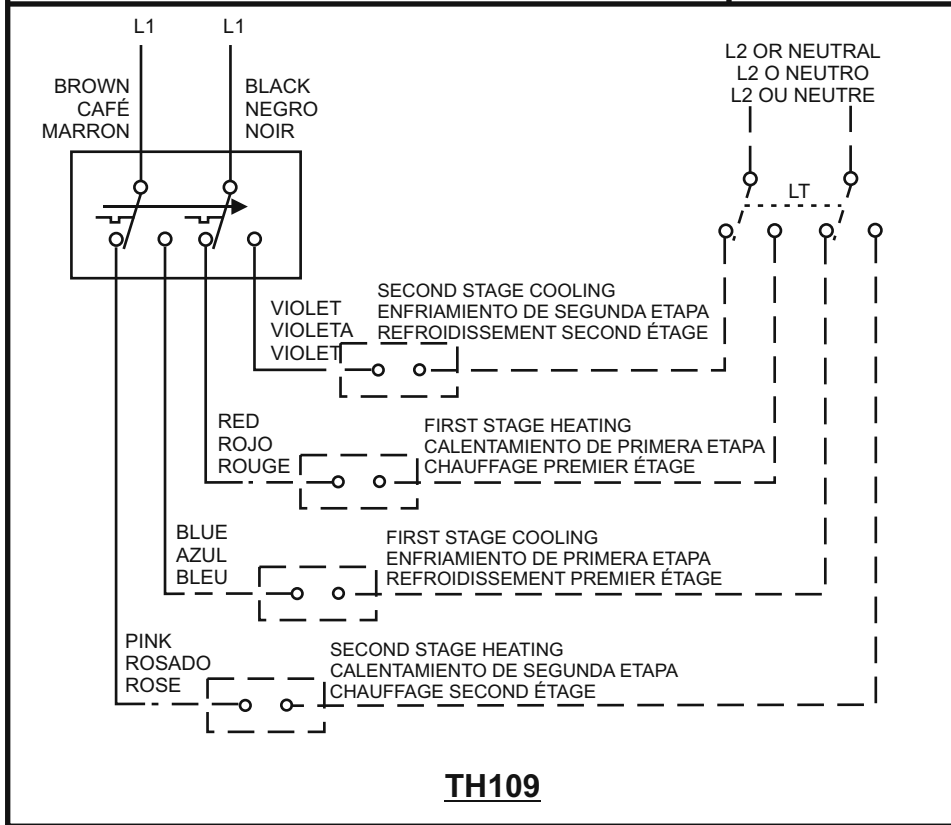 L1
L1
BROWN
CAFÉ
MARRON
BLACK
NEGRO
NOIR
L2 OR NEUTRAL
L2 O NEUTRO
L2 OU NEUTRE
LT
VIOLET
VIOLETA
VIOLET
SECOND STAGE COOLING
ENFRIAMIENTO DE SEGUNDA ETAPA
REFROIDISSEMENT SECOND ÉTAGE
RED
ROJO
ROUGE
FIRST STAGE HEATING
CALENTAMIENTO DE PRIMERA ETAPA
CHAUFFAGE PREMIER ÉTAGE
BLUE
AZUL
BLEU
FIRST STAGE COOLING
ENFRIAMIENTO DE PRIMERA ETAPA
REFROIDISSEMENT PREMIER ÉTAGE
PINK
ROSADO
ROSE
SECOND STAGE HEATING
CALENTAMIENTO DE SEGUNDA ETAPA
CHAUFFAGE SECOND ÉTAGE
TH109